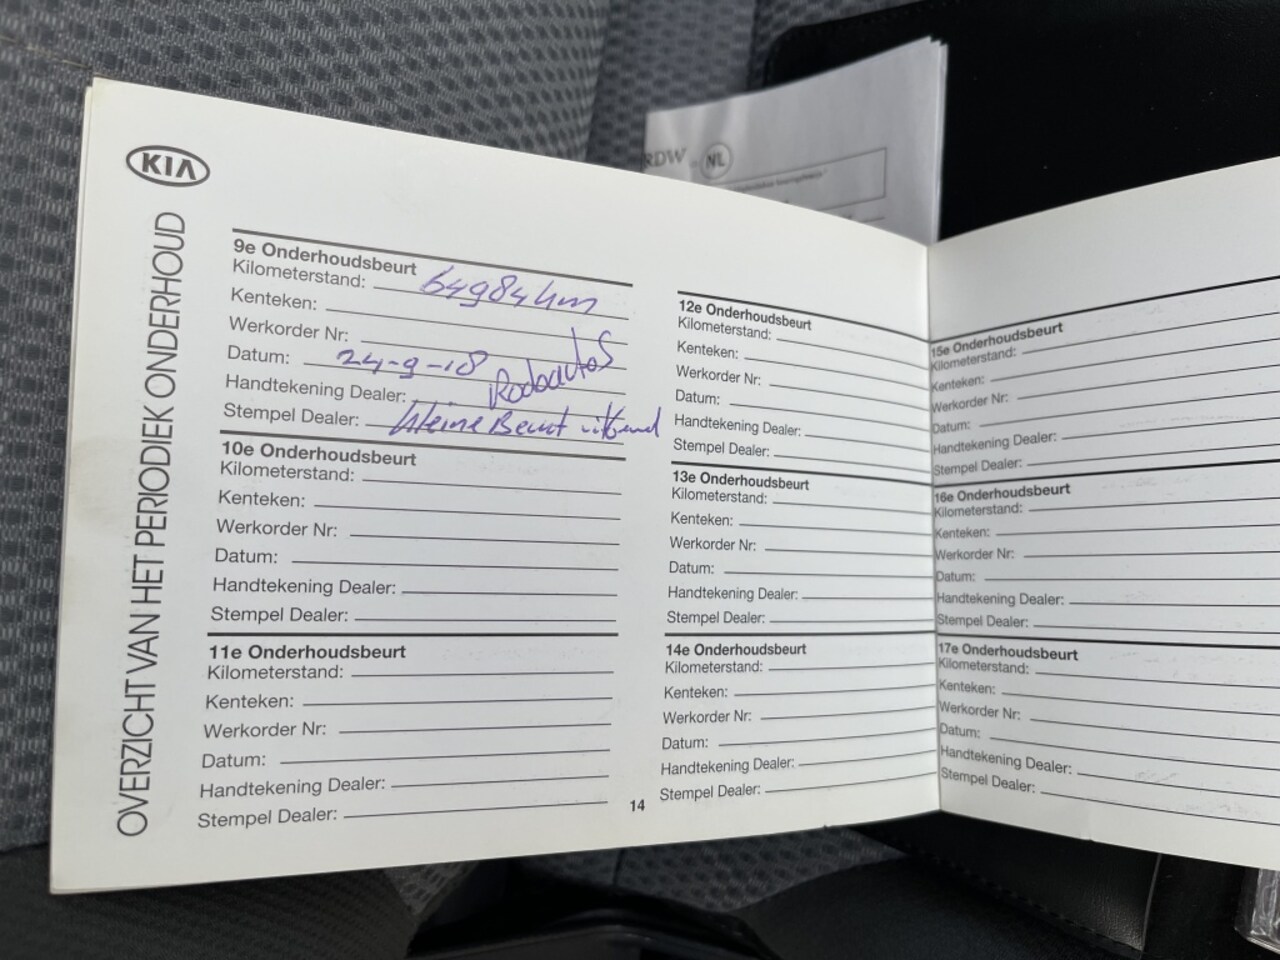 KIA
OVERZICHT VAN HET PERIODIEK ONDERHOUD
9e Onderhoudsbeurt
Kilometerstand: 64984 km
Kenteken:
Werkorder Nr:
Datum: 24-9-18
Handtekening Dealer: Rodoautos
Stempel Dealer: kleine Beurt
10e Onderhoudsbeurt
Kilometerstand:
Kenteken:
Werkorder Nr:
Datum:
Handtekening Dealer:
Stempel Dealer:
11e Onderhoudsbeurt
Kilometerstand:
Kenteken:
Werkorder Nr:
Datum:
Handtekening Dealer:
Stempel Dealer:
12e Onderhoudsbeurt
Kilometerstand:
Kenteken:
Werkorder Nr:
Datum:
Handtekening Dealer:
Stempel Dealer:
13e Onderhoudsbeurt
Kilometerstand:
Kenteken:
Werkorder Nr:
Datum:
Handtekening Dealer:
Stempel Dealer:
14e Onderhoudsbeurt
Kilometerstand:
Kenteken:
Werkorder Nr:
Datum:
Handtekening Dealer:
Stempel Dealer:
14
15e Onderhoudsbeurt
Kilometerstand:
Kenteken:
Werkorder Nr:
Datum:
Handtekening Dealer:
Stempel Dealer:
16e Onderhoudsbeurt
Kilometerstand:
Kenteken:
Werkorder Nr:
Datum:
Handtekening Dealer:
Stempel Dealer:
17e Onderhoudsbeurt
Kilometerstand:
Kenteken:
Werkorder Nr:
Datum:
Handtekening Dealer:
Stempel Dealer:
RDW NL